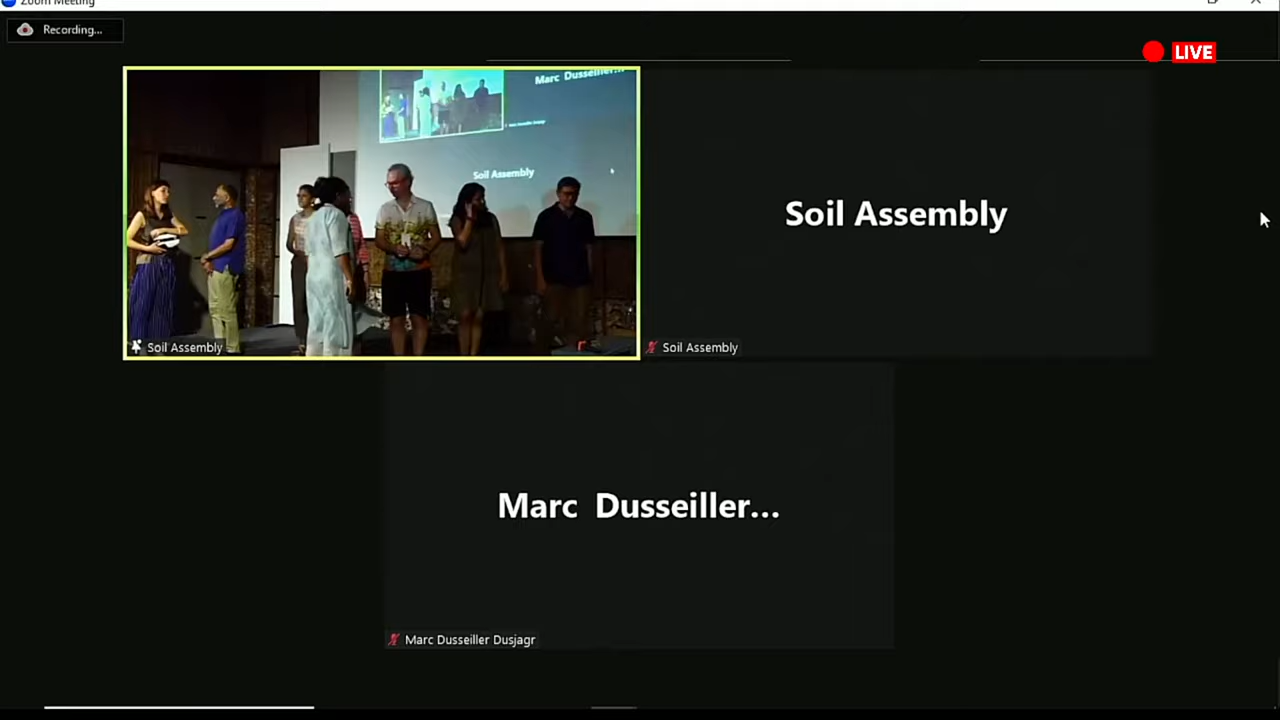 Zoom Meeting
Recording...
LIVE
Marc Dusseiller...
Soil Assembly
Soil Assembly
Soil Assembly
Soil Assembly
Marc Dusseiller...
Marc Dusseiller Dusjagr